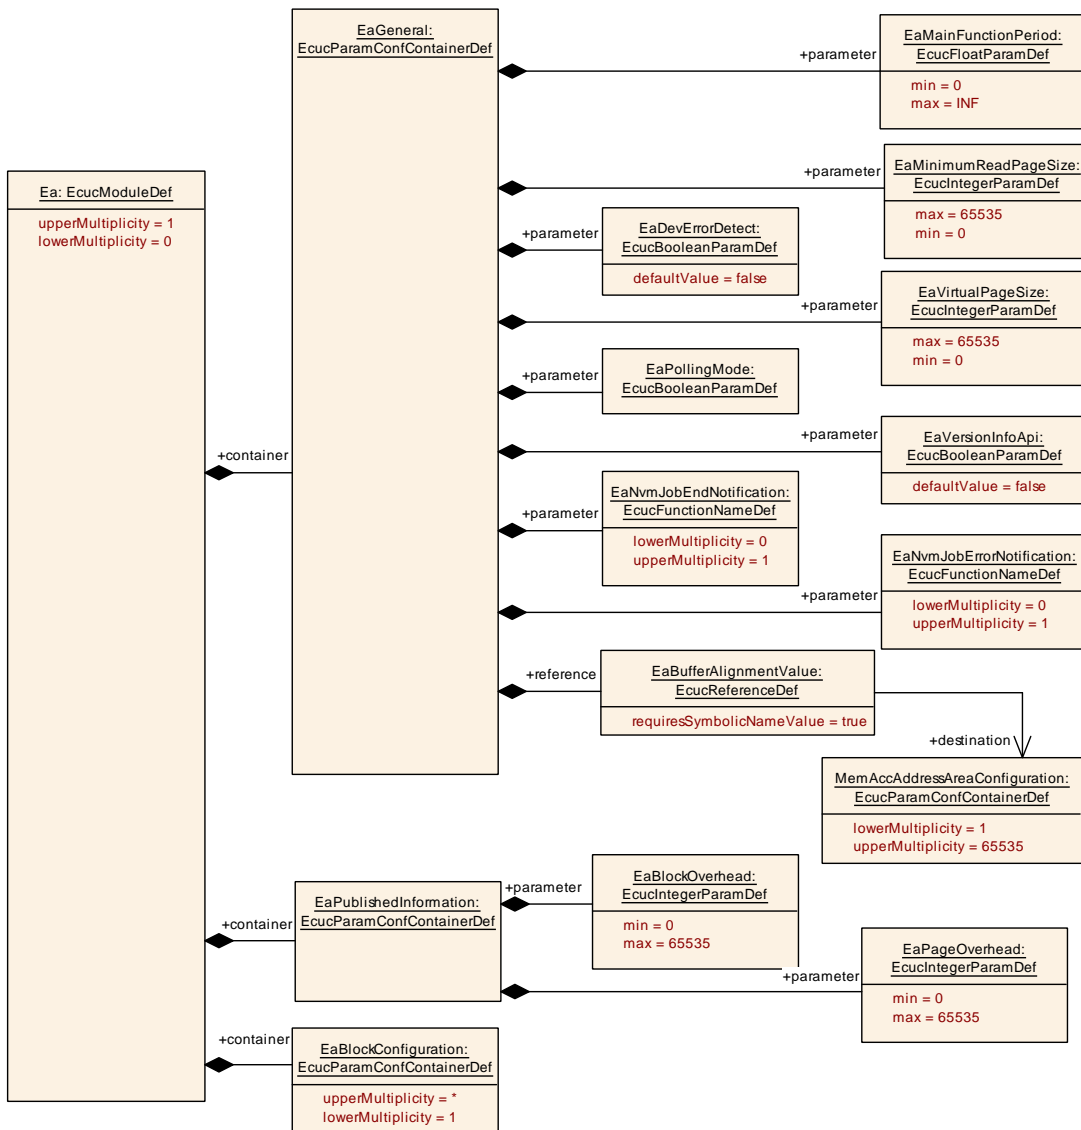 EaGeneral:
EcucParamConfContainerDef
+parameter
EaMainFunctionPeriod:
EcucFloatParamDef
min = 0
max = INF
+parameter
EaMinimumReadPageSize:
EcucIntegerParamDef
max = 65535
min = 0
Ea: EcucModuleDef
upperMultiplicity = 1
lowerMultiplicity = 0
+parameter
EaDevErrorDetect:
EcucBooleanParamDef
defaultValue = false
+parameter
EaVirtualPageSize:
EcucIntegerParamDef
max = 65535
min = 0
+parameter
EaPollingMode:
EcucBooleanParamDef
+parameter
EaVersionInfoApi:
EcucBooleanParamDef
defaultValue = false
+container
+parameter
EaNvmJobEndNotification:
EcucFunctionNameDef
lowerMultiplicity = 0
upperMultiplicity = 1
+parameter
EaNvmJobErrorNotification:
EcucFunctionNameDef
lowerMultiplicity = 0
upperMultiplicity = 1
+reference
EaBufferAlignmentValue:
EcucReferenceDef
requiresSymbolicNameValue = true
+destination
MemAccAddressAreaConfiguration:
EcucParamConfContainerDef
lowerMultiplicity = 1
upperMultiplicity = 65535
+container
EaPublishedInformation:
EcucParamConfContainerDef
+parameter
EaBlockOverhead:
EcucIntegerParamDef
min = 0
max = 65535
+parameter
EaPageOverhead:
EcucIntegerParamDef
min = 0
max = 65535
+container
EaBlockConfiguration:
EcucParamConfContainerDef
upperMultiplicity = *
lowerMultiplicity = 1